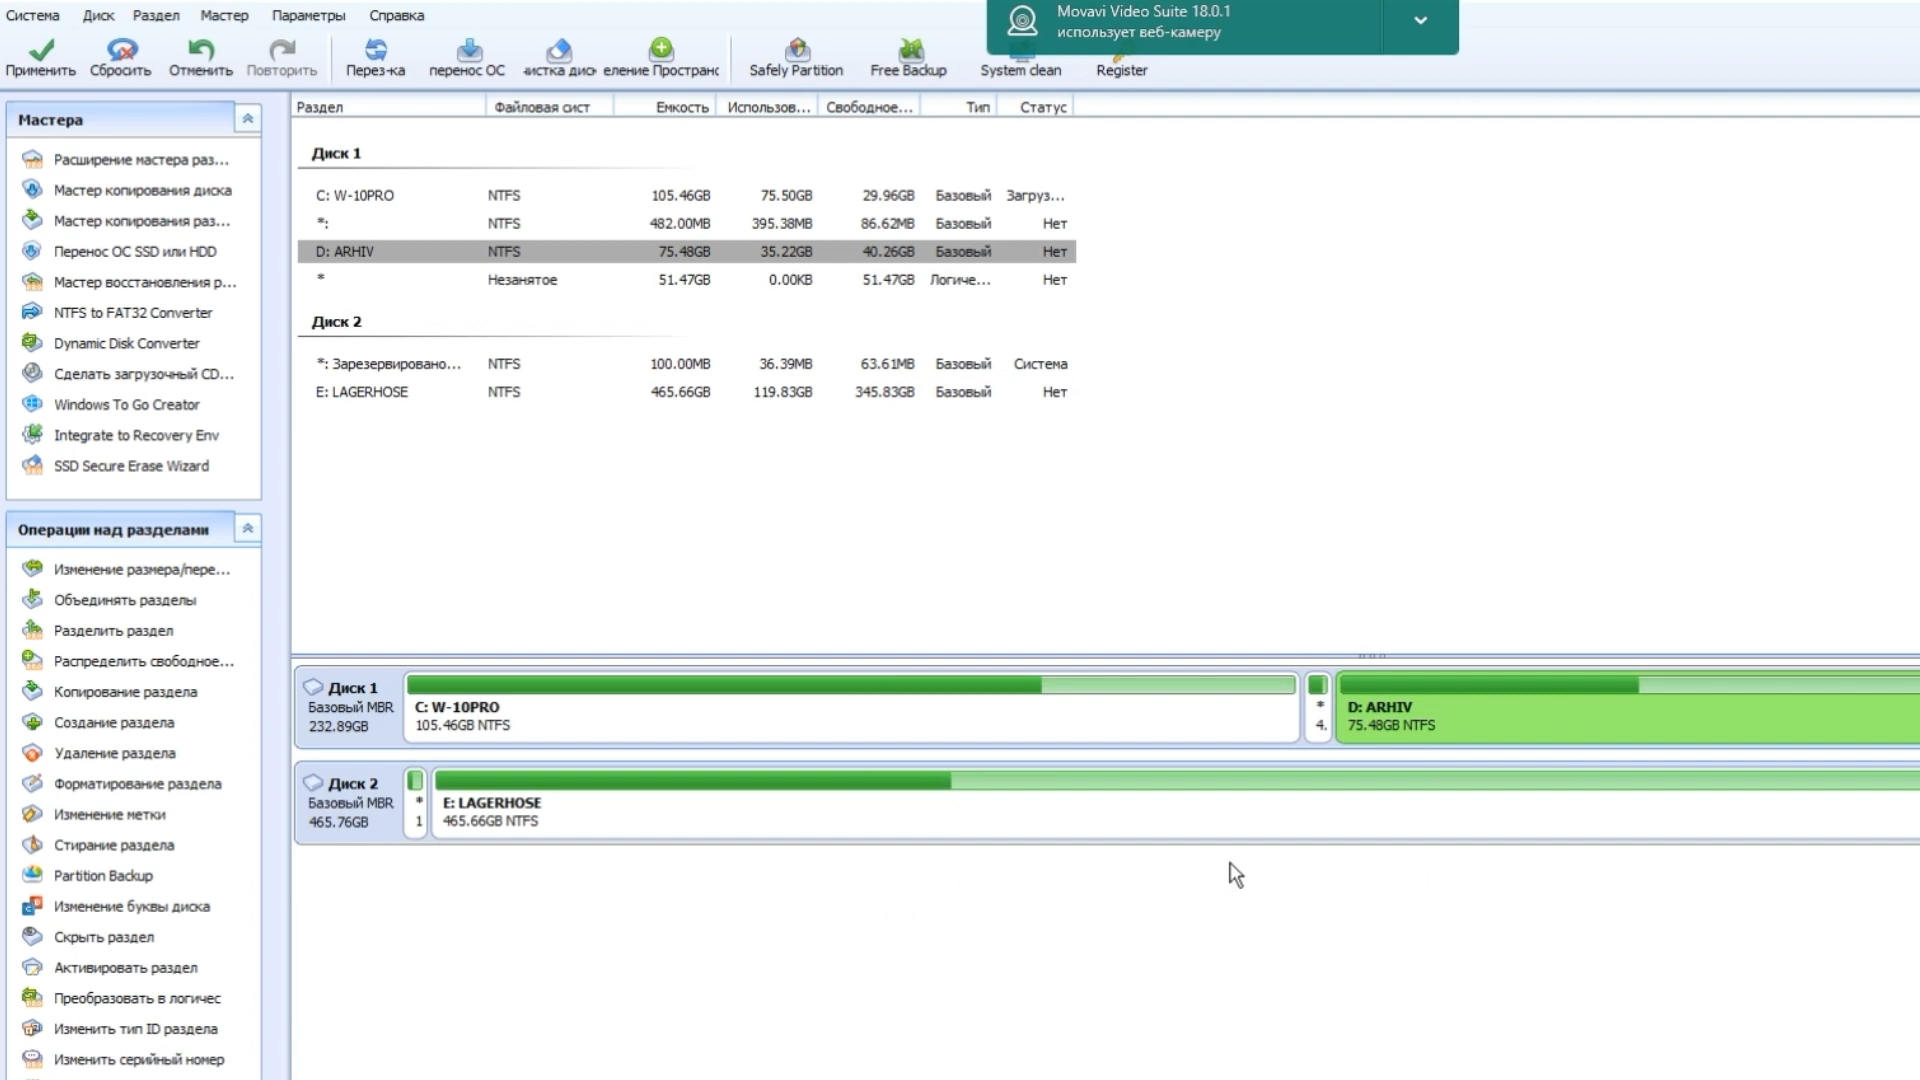 Система Диск Раздел Мастер Параметры Справка
Movavi Video Suite 18.0.1
использует веб-камеру
Применить Сбросить Отменить Повторить Перез-ка перенос ОС чистка диск еление Пространс Safely Partition Free Backup System clean Register
Мастера
Расширение мастера раз...
Мастер копирования диска
Мастер копирования раз...
Перенос ОС SSD или HDD
Мастер восстановления р...
NTFS to FAT32 Converter
Dynamic Disk Converter
Сделать загрузочный CD...
Windows To Go Creator
Integrate to Recovery Env
SSD Secure Erase Wizard
Операции над разделами
Изменение размера/пере...
Объединять разделы
Разделить раздел
Распределить свободное...
Копирование раздела
Создание раздела
Удаление раздела
Форматирование раздела
Изменение метки
Стирание раздела
Partition Backup
Изменение буквы диска
Скрыть раздел
Активировать раздел
Преобразовать в логичес
Изменить тип ID раздела
Изменить серийный номер
Раздел Файловая сист Емкость Использов... Свободное... Тип Статус
Диск 1
C: W-10PRO NTFS 105.46GB 75.50GB 29.96GB Базовый Загруз...
*: NTFS 482.00MB 395.38MB 86.62MB Базовый Нет
D: ARHIV NTFS 75.48GB 35.22GB 40.26GB Базовый Нет
* Незанятое 51.47GB 0.00KB 51.47GB Логиче... Нет
Диск 2
*: Зарезервировано... NTFS 100.00MB 36.39MB 63.61MB Базовый Система
E: LAGERHOSE NTFS 465.66GB 119.83GB 345.83GB Базовый Нет
Диск 1
Базовый MBR
232.89GB
C: W-10PRO
105.46GB NTFS
*
4.
D: ARHIV
75.48GB NTFS
Диск 2
Базовый MBR
465.76GB
*
1
E: LAGERHOSE
465.66GB NTFS